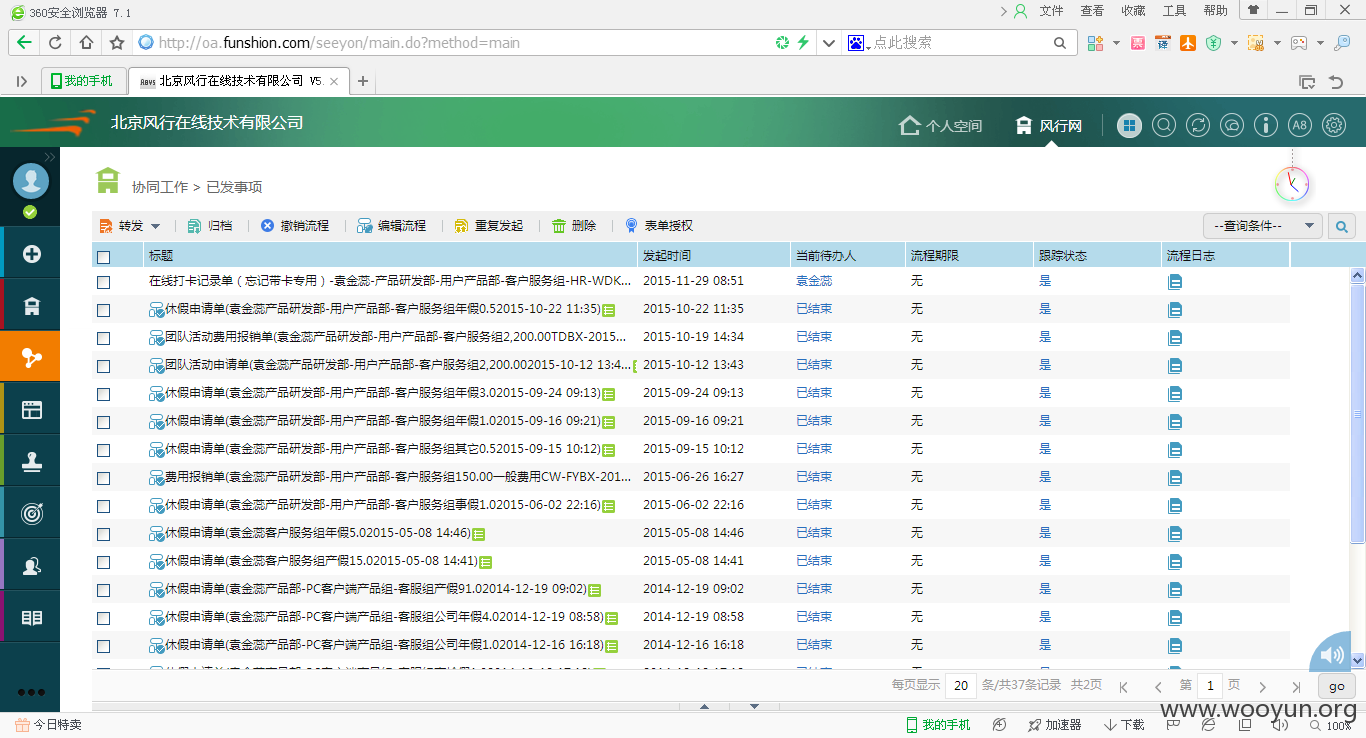 360安全浏览器 7.1 文件 查看 收藏 工具 帮助
http://oa.funshion.com/seeyon/main.do?method=main 点此搜索
我的手机 北京风行在线技术有限公司 V5.
北京风行在线技术有限公司 个人空间 风行网 A8
协同工作 > 已发事项
转发 归档 撤销流程 编辑流程 重复发起 删除 表单授权 --查询条件--
标题 发起时间 当前待办人 流程期限 跟踪状态 流程日志
在线打卡记录单（忘记带卡专用）-袁金蕊-产品研发部-用户产品部-客户服务组-HR-WDK... 2015-11-29 08:51 袁金蕊 无 是
休假申请单(袁金蕊产品研发部-用户产品部-客户服务组年假0.52015-10-22 11:35) 2015-10-22 11:35 已结束 无 是
团队活动费用报销单(袁金蕊产品研发部-用户产品部-客户服务组2,200.00TDBX-2015... 2015-10-19 14:34 已结束 无 是
团队活动申请单(袁金蕊产品研发部-用户产品部-客户服务组2,200.002015-10-12 13:4... 2015-10-12 13:43 已结束 无 是
休假申请单(袁金蕊产品研发部-用户产品部-客户服务组年假3.02015-09-24 09:13) 2015-09-24 09:13 已结束 无 是
休假申请单(袁金蕊产品研发部-用户产品部-客户服务组年假1.02015-09-16 09:21) 2015-09-16 09:21 已结束 无 是
休假申请单(袁金蕊产品研发部-用户产品部-客户服务组其它0.52015-09-15 10:12) 2015-09-15 10:12 已结束 无 是
费用报销单(袁金蕊产品研发部-用户产品部-客户服务组150.00一般费用CW-FYBX-201... 2015-06-26 16:27 已结束 无 是
休假申请单(袁金蕊产品研发部-用户产品部-客户服务组事假1.02015-06-02 22:16) 2015-06-02 22:16 已结束 无 是
休假申请单(袁金蕊客户服务组年假5.02015-05-08 14:46) 2015-05-08 14:46 已结束 无 是
休假申请单(袁金蕊客户服务组产假15.02015-05-08 14:41) 2015-05-08 14:41 已结束 无 是
休假申请单(袁金蕊产品部-PC客户端产品组-客服组产假91.02014-12-19 09:02) 2014-12-19 09:02 已结束 无 是
休假申请单(袁金蕊产品部-PC客户端产品组-客服组公司年假4.02014-12-19 08:58) 2014-12-19 08:58 已结束 无 是
休假申请单(袁金蕊产品部-PC客户端产品组-客服组公司年假1.02014-12-16 16:18) 2014-12-16 16:18 已结束 无 是
每页显示 20 条/共37条记录 共2页 第 1 页 go
www.wooyun.org
今日特卖 我的手机 加速器 下载 100%